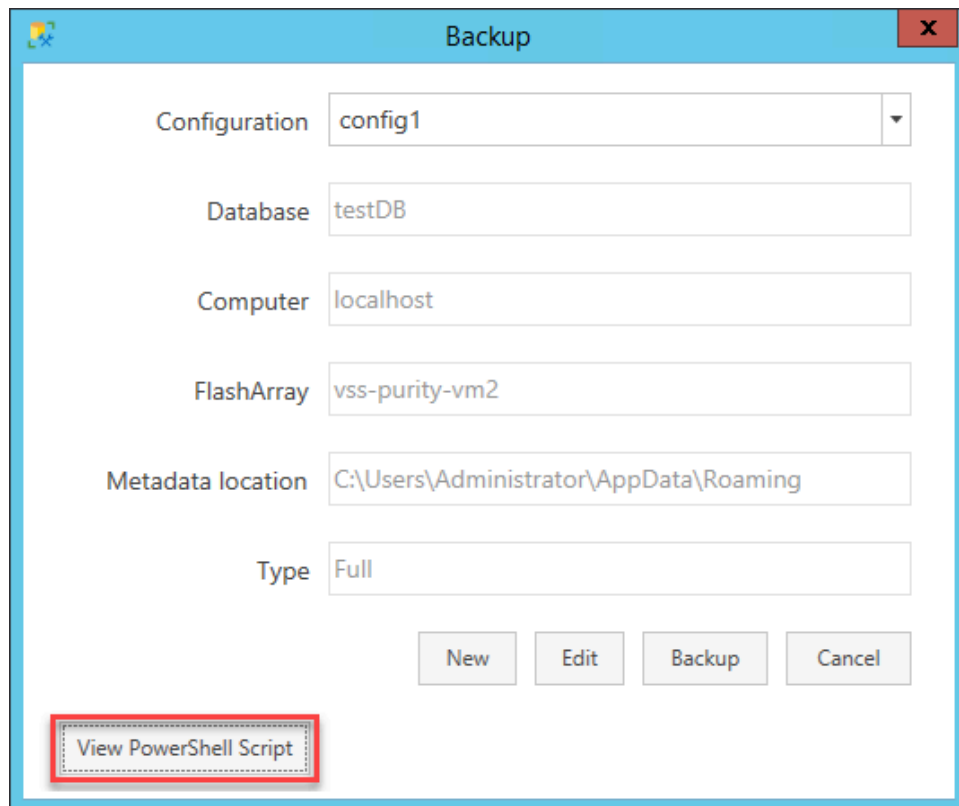 Backup
x
Configuration config1
Database testDB
Computer localhost
FlashArray vss-purity-vm2
Metadata location C:\Users\Administrator\AppData\Roaming
Type Full
New Edit Backup Cancel
View PowerShell Script